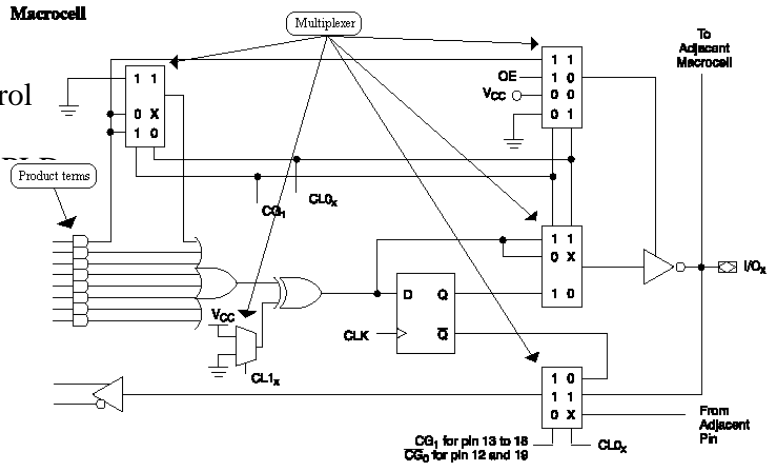 Macrocell
Multiplexer
To
Adjacent
Macrocell
1 1
OE
1 0
VCC
0 0
0 1
1 1
rol
0 X
1 0
Product terms
CG1
CL0X
1 1
0 X
I/OX
1 0
D Q
CLK
Q
VCC
CL1X
1 0
1 1
0 X
From
Adjacent
Pin
CG1 for pin 13 to 18
CG0 for pin 12 and 19
CL0X